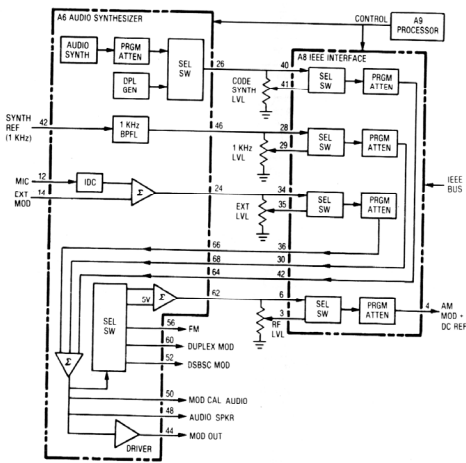 A6 AUDIO SYNTHESIZER
CONTROL
A9
PROCESSOR
A8 IEEE INTERFACE
AUDIO
SYNTH
PRGM
ATTEN
SEL
SW
DPL
GEN
26
40
CODE
SYNTH
LVL
41
SEL
SW
PRGM
ATTEN
SYNTH
REF
(1 KHz)
42
1 KHz
BPFL
46
28
29
1 KHz
LVL
SEL
SW
PRGM
ATTEN
MIC
12
IDC
EXT
MOD
14
Σ
24
34
35
EXT
LVL
SEL
SW
PRGM
ATTEN
IEEE
BUS
66
36
68
30
64
42
SEL
SW
5V
Σ
62
6
3
RF
LVL
SEL
SW
PRGM
ATTEN
4
AM
MOD +
DC REF
56
FM
60
DUPLEX MOD
52
DSBSC MOD
Σ
50
MOD CAL AUDIO
48
AUDIO SPKR
44
MOD OUT
DRIVER